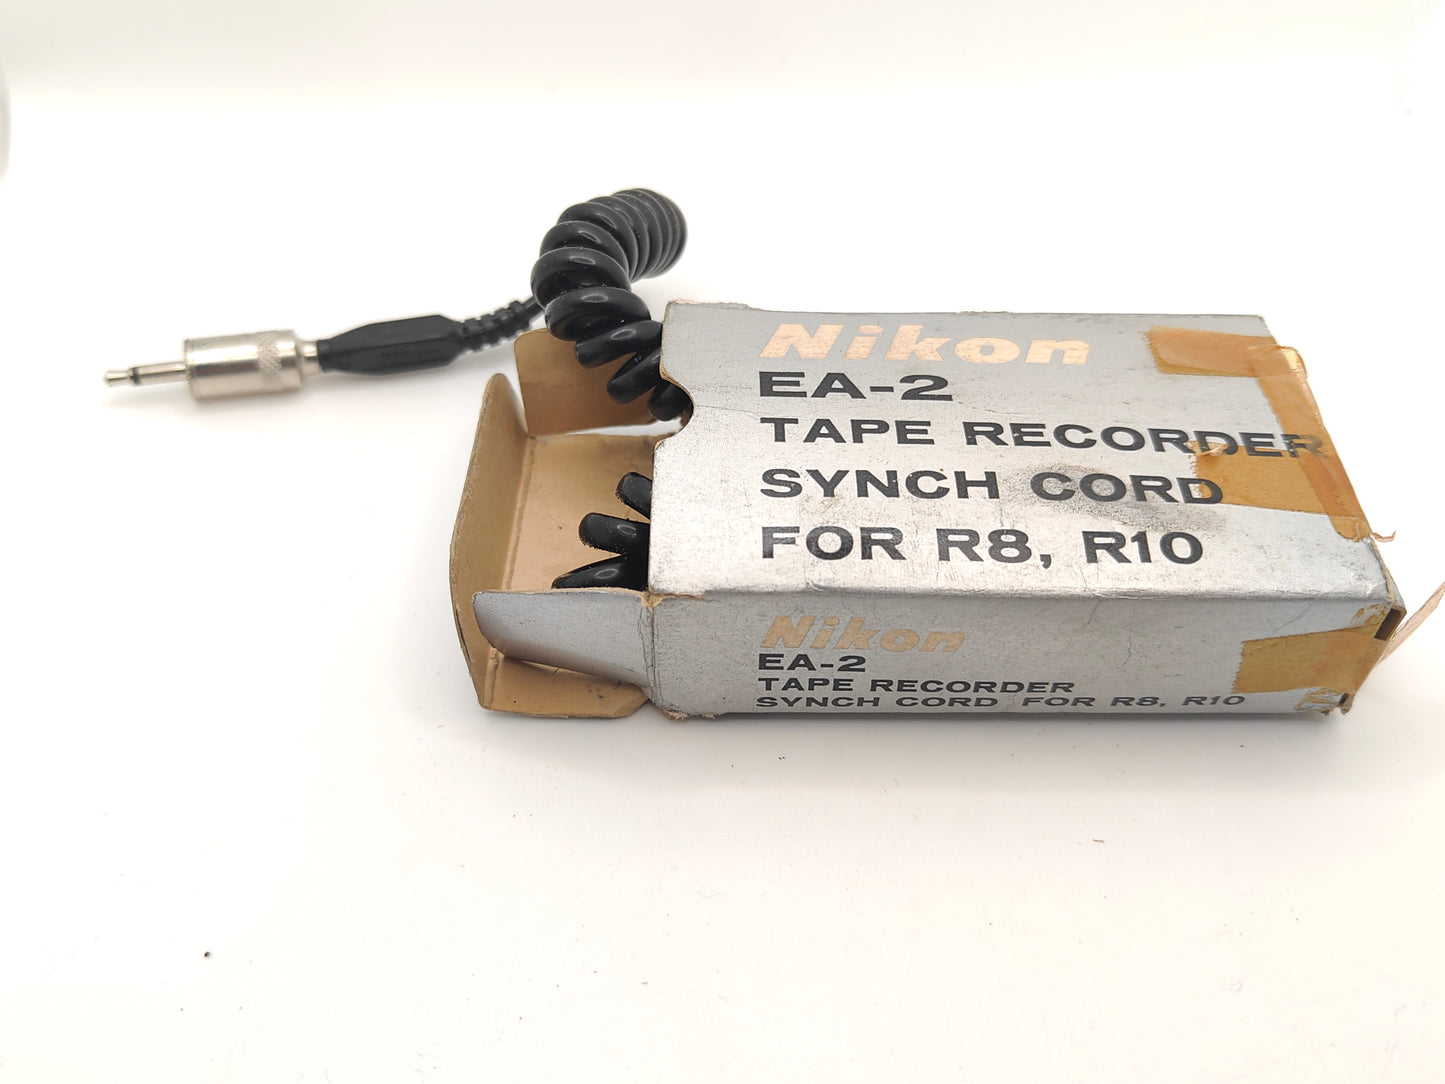 Nikon
EA-2
TAPE RECORDER
SYNCH CORD
FOR R8, R10
Nikon
EA-2
TAPE RECORDER
SYNCH CORD FOR R8, R10